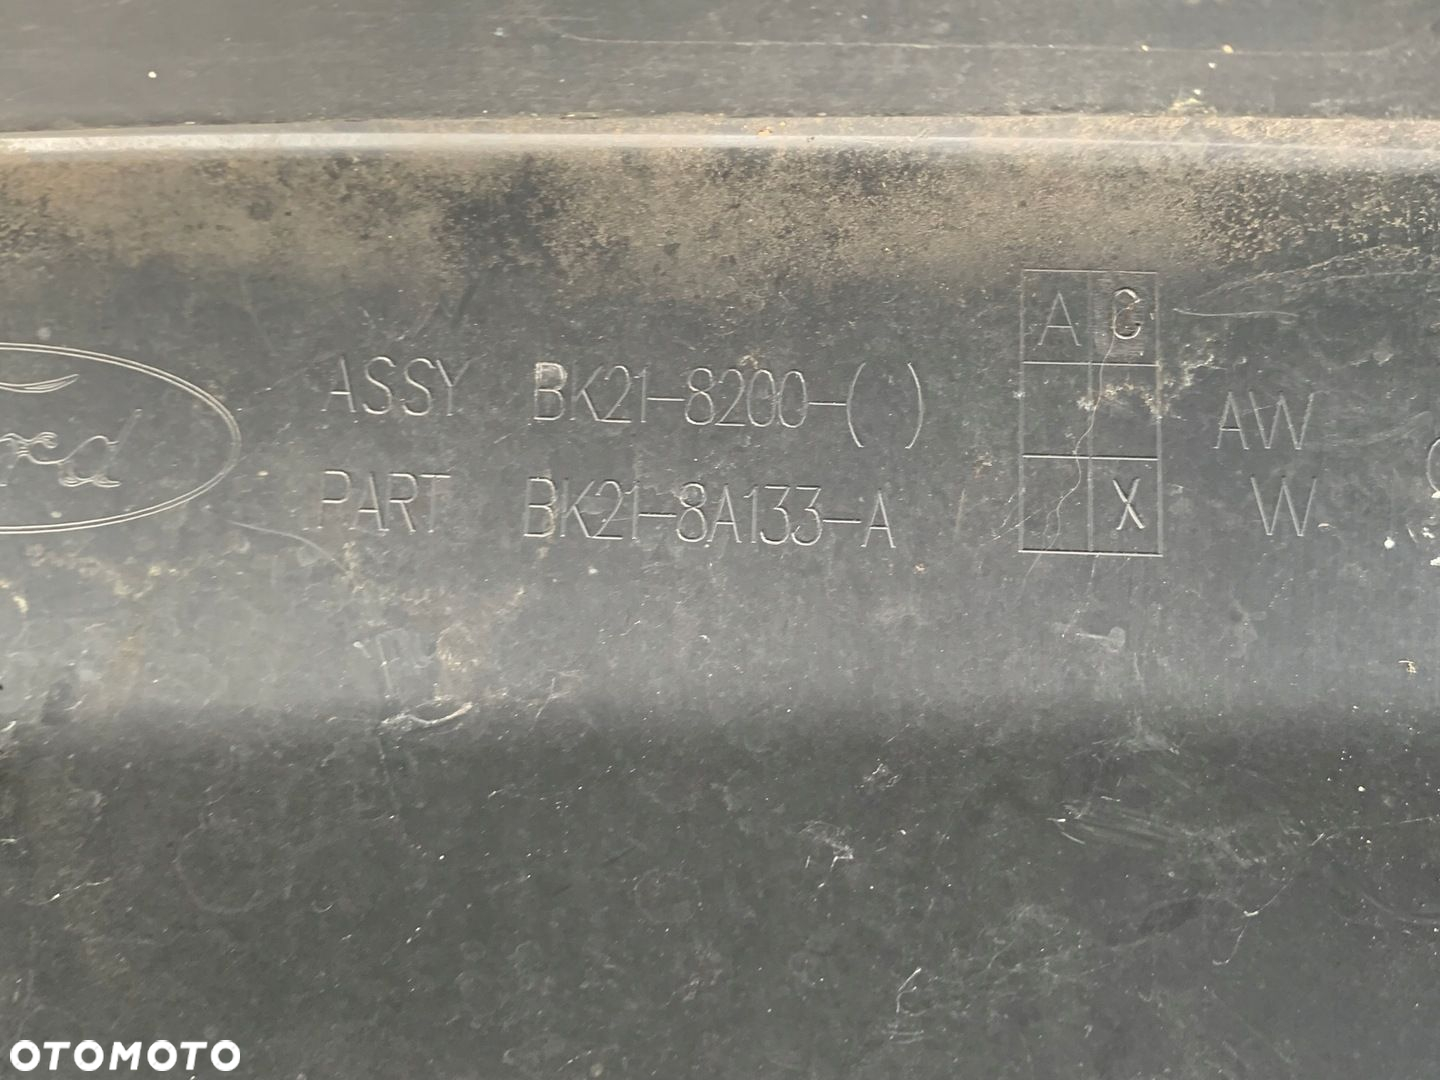 A C
ASSY BK21-8200-( )
AW
PART BK21-8A133-A
X
W
OTOMOTO